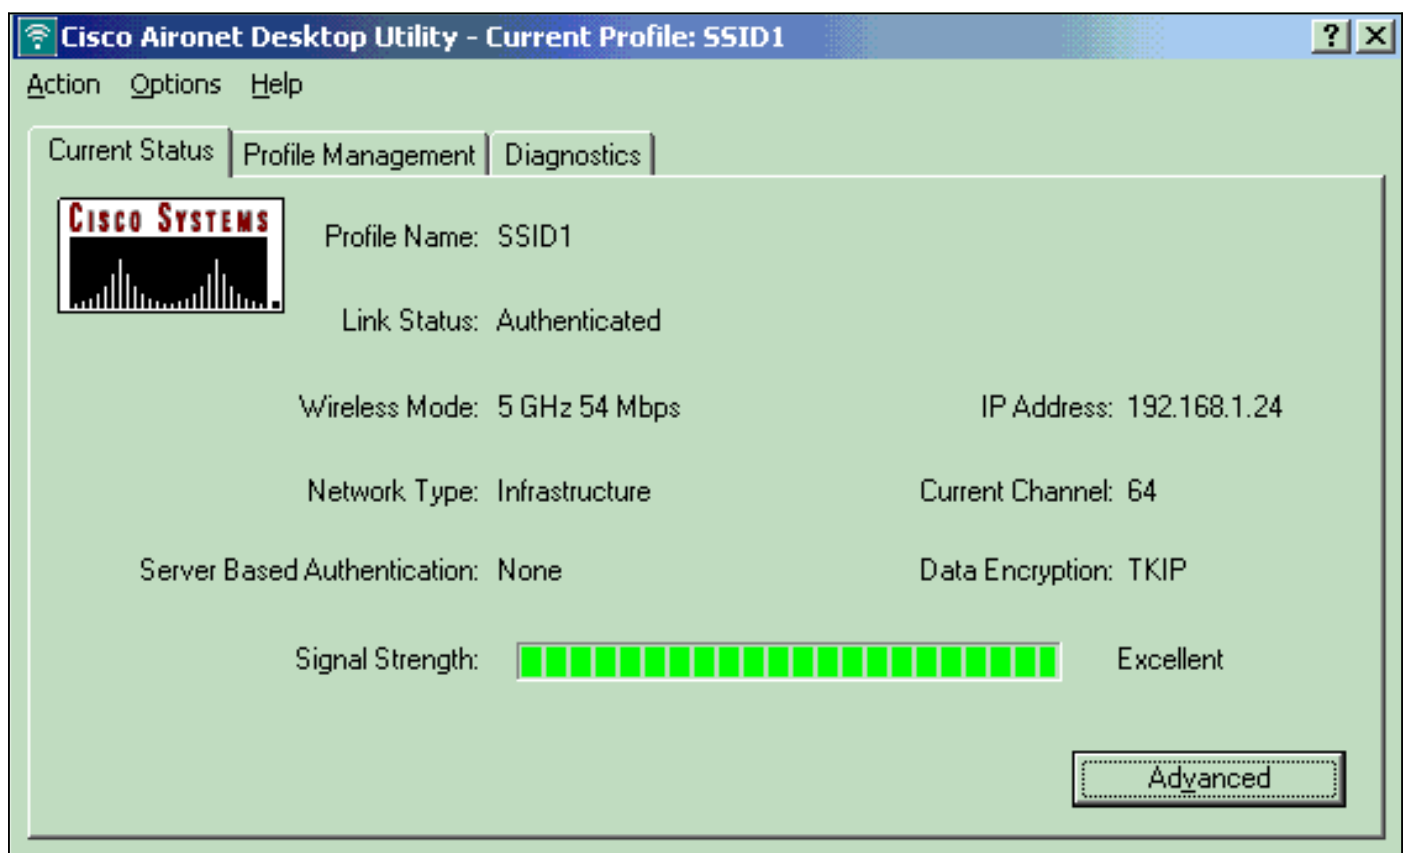 Cisco Aironet Desktop Utility - Current Profile: SSID1
Action Options Help
Current Status Profile Management Diagnostics
CISCO SYSTEMS
Profile Name: SSID1
Link Status: Authenticated
Wireless Mode: 5 GHz 54 Mbps IP Address: 192.168.1.24
Network Type: Infrastructure Current Channel: 64
Server Based Authentication: None Data Encryption: TKIP
Signal Strength: Excellent
Advanced